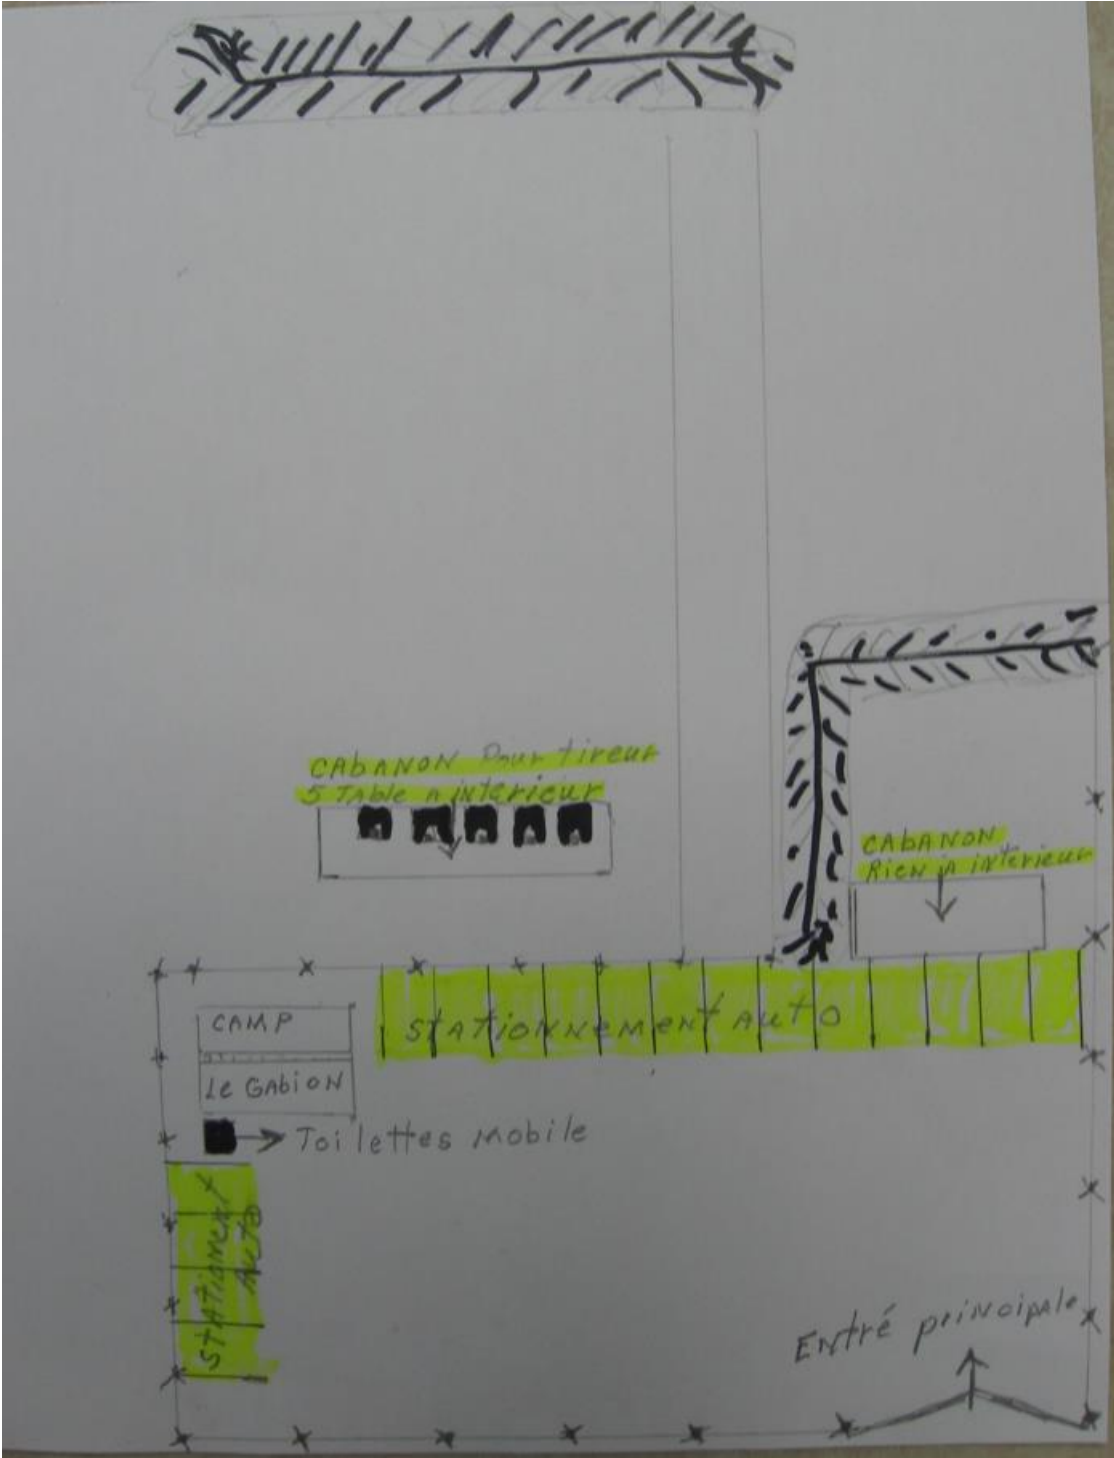 CABANON Pour tireur
5 Table a interieur
CABANON
Rien a interieur
STATIONNEMENT AUTO
CAMP
Le GAbiON
Toilettes mobile
STATIONNEMENT
AUTO
Entré principale